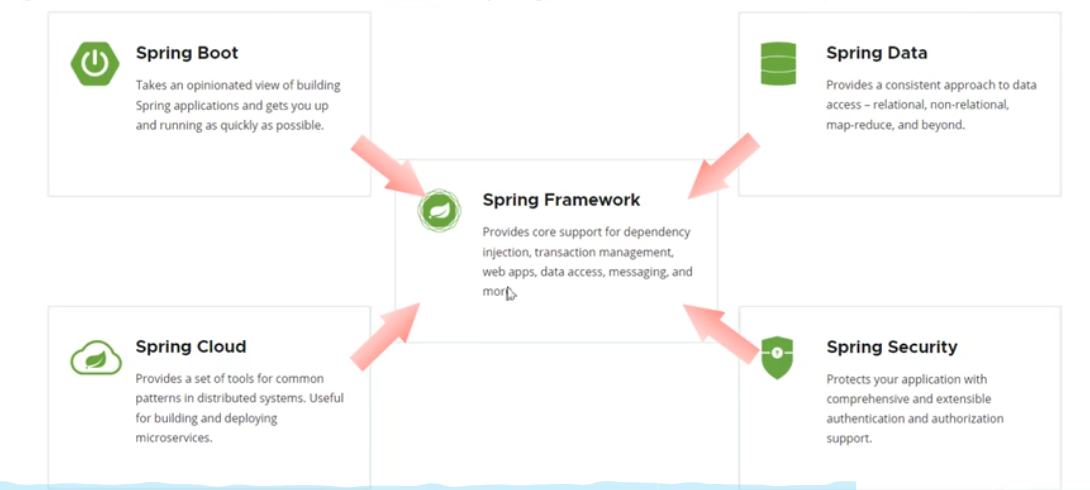 Spring Boot
Takes an opinionated view of building
Spring applications and gets you up
and running as quickly as possible.
Spring Data
Provides a consistent approach to data
access – relational, non-relational,
map-reduce, and beyond.
Spring Framework
Provides core support for dependency
injection, transaction management,
web apps, data access, messaging, and
Spring Cloud
Provides a set of tools for common
patterns in distributed systems. Useful
for building and deploying
microservices.
Spring Security
Protects your application with
comprehensive and extensible
authentication and authorization
support.